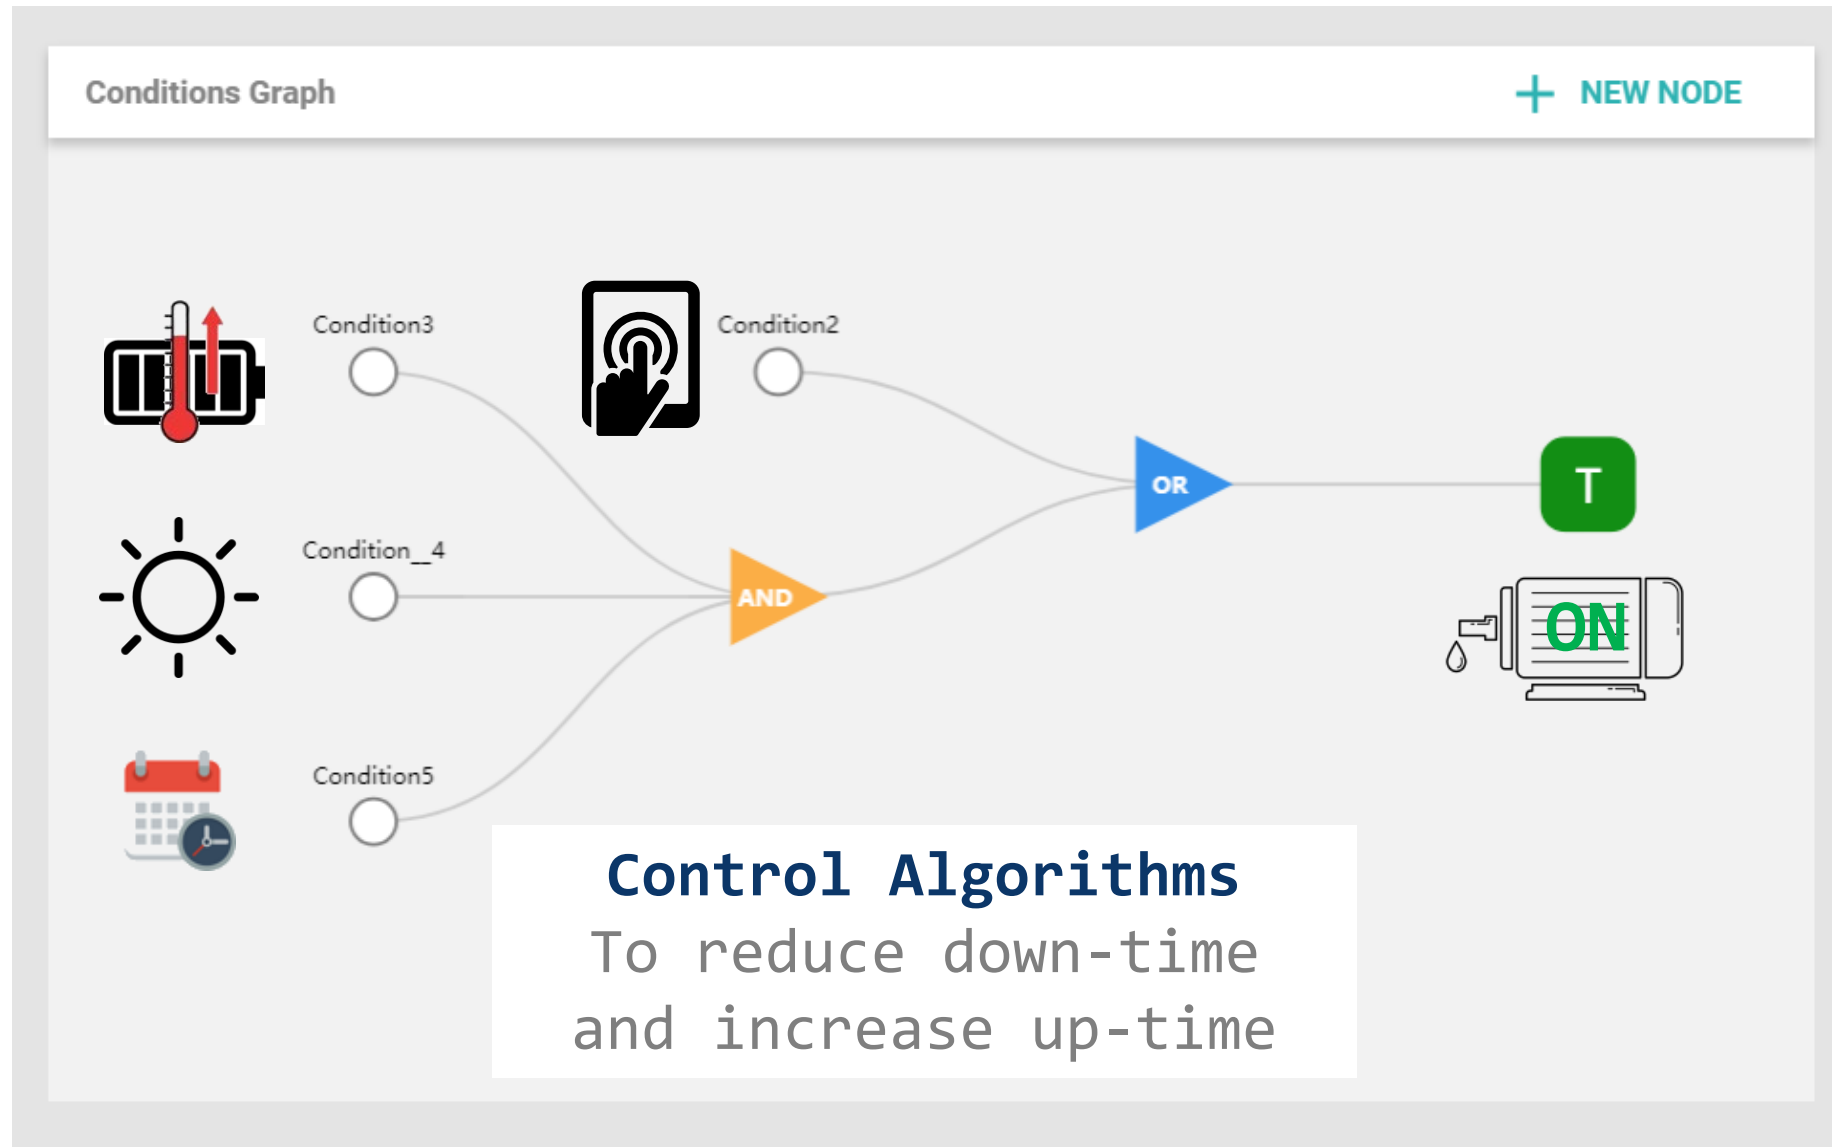 Conditions Graph
+ NEW NODE
Condition3
Condition2
OR
T
Condition__4
AND
ON
Condition5
Control Algorithms
To reduce down-time
and increase up-time